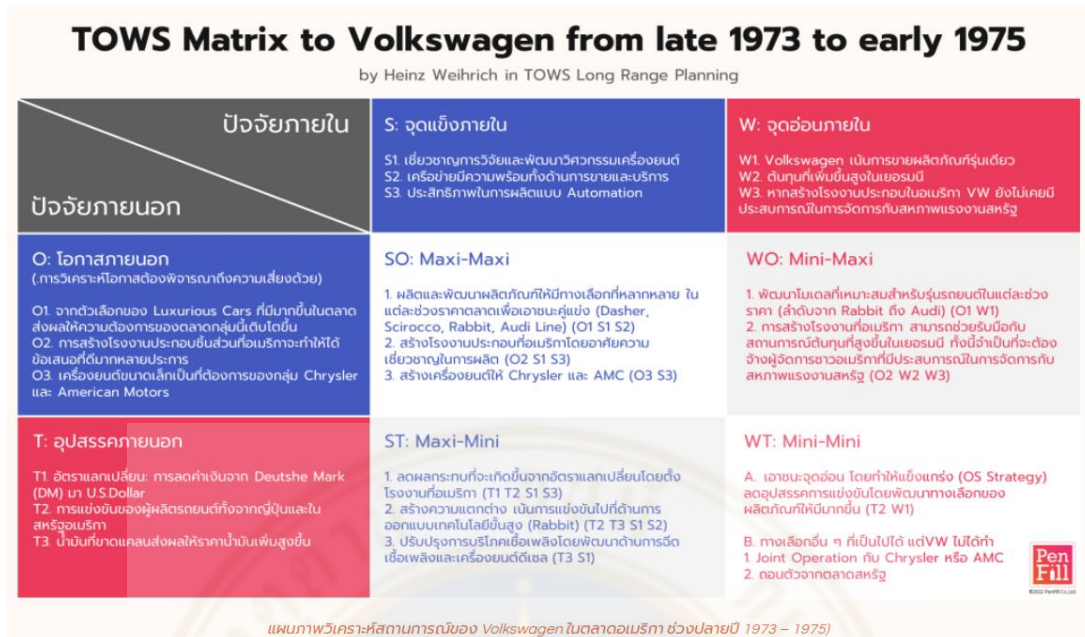 TOWS Matrix to Volkswagen from late 1973 to early 1975
by Heinz Weihrich in TOWS Long Range Planning
ปัจจัยภายใน
ปัจจัยภายนอก
S: จุดแข็งภายใน
S1. เชี่ยวชาญการวิจัยและพัฒนาวิศวกรรมเครื่องยนต์
S2. เครือข่ายมีความพร้อมทั้งด้านการขายและบริการ
S3. ประสิทธิภาพในการผลิตแบบ Automation
W: จุดอ่อนภายใน
W1. Volkswagen เน้นการขายผลิตภัณฑ์รุ่นเดียว
W2. ต้นทุนที่เพิ่มขึ้นสูงในเยอรมนี
W3. หากสร้างโรงงานประกอบในอเมริกา VW ยังไม่เคยมี
ประสบการณ์ในการจัดการกับสหภาพแรงงานสหรัฐ
O: โอกาสภายนอก
(.การวิเคราะห์โอกาสต้องพิจารณาถึงความเสี่ยงด้วย)
O1. จากตัวเลือกของ Luxurious Cars ที่มีมากขึ้นในตลาด
ส่งผลให้ความต้องการของตลาดกลุ่มนี้เติบโตขึ้น
O2. การสร้างโรงงานประกอบชิ้นส่วนที่อเมริกาจะทำให้ได้
ข้อเสนอที่ดีมากหลายประการ
O3. เครื่องยนต์ขนาดเล็กเป็นที่ต้องการของกลุ่ม Chrysler
และ American Motors
SO: Maxi-Maxi
1. ผลิตและพัฒนาผลิตภัณฑ์ให้มีทางเลือกที่หลากหลาย ใน
แต่ละช่วงราคาตลาดเพื่อเอาชนะคู่แข่ง (Dasher,
Scirocco, Rabbit, Audi Line) (O1 S1 S2)
2. สร้างโรงงานประกอบที่อเมริกาโดยอาศัยความ
เชี่ยวชาญในการผลิต (O2 S1 S3)
3. สร้างเครื่องยนต์ให้ Chrysler และ AMC (O3 S3)
WO: Mini-Maxi
1. พัฒนาโมเดลที่เหมาะสมสำหรับรุ่นรถยนต์ในแต่ละช่วง
ราคา (ลำดับจาก Rabbit ถึง Audi) (O1 W1)
2. การสร้างโรงงานที่อเมริกา สามารถช่วยรับมือกับ
สถานการณ์ต้นทุนที่สูงขึ้นในเยอรมนี ทั้งนี้จำเป็นที่จะต้อง
จ้างผู้จัดการชาวอเมริกาที่มีประสบการณ์ในการจัดการกับ
สหภาพแรงงานสหรัฐ (O2 W2 W3)
T: อุปสรรคภายนอก
T1. อัตราแลกเปลี่ยน: การลดค่าเงินจาก Deutshe Mark
(DM) มา U.S.Dollar
T2. การแข่งขันของผู้ผลิตรถยนต์ทั้งจากญี่ปุ่นและใน
สหรัฐอเมริกา
T3. น้ำมันที่ขาดแคลนส่งผลให้ราคาน้ำมันเพิ่มสูงขึ้น
ST: Maxi-Mini
1. ลดผลกระทบที่จะเกิดขึ้นจากอัตราแลกเปลี่ยนโดยตั้ง
โรงงานที่อเมริกา (T1 T2 S1 S3)
2. สร้างความแตกต่าง เน้นการแข่งขันไปที่ด้านการ
ออกแบบเทคโนโลยีขั้นสูง (Rabbit) (T2 T3 S1 S2)
3. ปรับปรุงการบริโภคเชื้อเพลิงโดยพัฒนาด้านการฉีด
เชื้อเพลิงและเครื่องยนต์ดีเซล (T3 S1)
WT: Mini-Mini
A. เอาชนะจุดอ่อน โดยทำให้แข็งแกร่ง (OS Strategy)
ลดอุปสรรคการแข่งขันโดยพัฒนาทางเลือกของ
ผลิตภัณฑ์ให้มีมากขึ้น (T2 W1)
B. ทางเลือกอื่น ๆ ที่เป็นไปได้ แต่VW ไม่ได้ทำ
1. Joint Operation กับ Chrysler หรือ AMC
2. ถอนตัวจากตลาดสหรัฐ
Pen
Fill
©2022 Penfill Co.,Ltd.
แผนภาพวิเคราะห์สถานการณ์ของ Volkswagen ในตลาดอเมริกา ช่วงปลายปี 1973 – 1975)